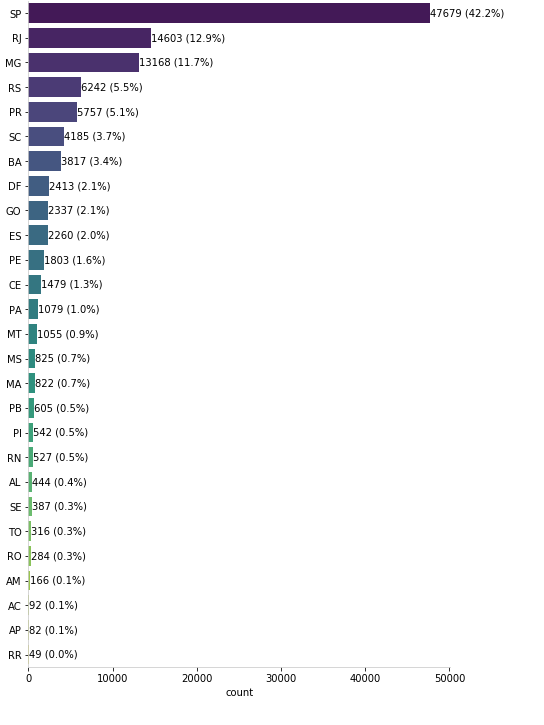 SP 47679 (42.2%)
RJ 14603 (12.9%)
MG 13168 (11.7%)
RS 6242 (5.5%)
PR 5757 (5.1%)
SC 4185 (3.7%)
BA 3817 (3.4%)
DF 2413 (2.1%)
GO 2337 (2.1%)
ES 2260 (2.0%)
PE 1803 (1.6%)
CE 1479 (1.3%)
PA 1079 (1.0%)
MT 1055 (0.9%)
MS 825 (0.7%)
MA 822 (0.7%)
PB 605 (0.5%)
PI 542 (0.5%)
RN 527 (0.5%)
AL 444 (0.4%)
SE 387 (0.3%)
TO 316 (0.3%)
RO 284 (0.3%)
AM 166 (0.1%)
AC 92 (0.1%)
AP 82 (0.1%)
RR 49 (0.0%)
0 10000 20000 30000 40000 50000
count